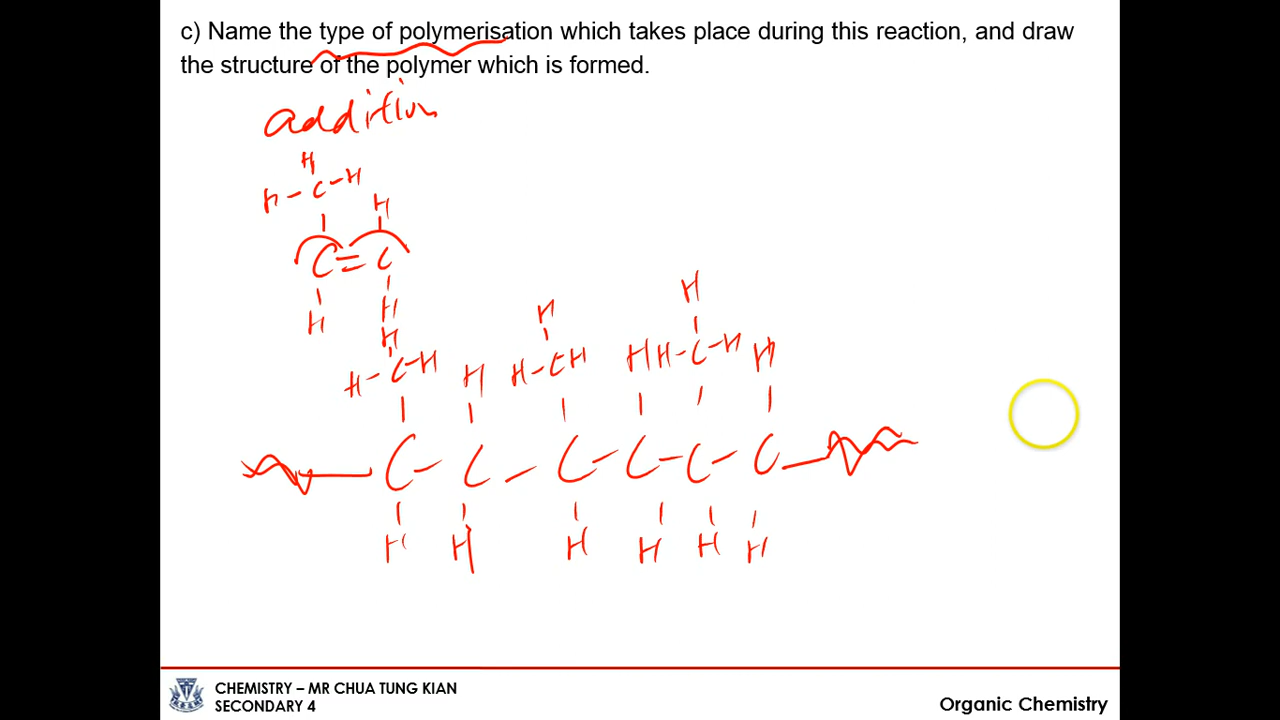 c) Name the type of polymerisation which takes place during this reaction, and draw
the structure of the polymer which is formed.
addition
H
H-C-H
H
C=C
H H
H
H
H
H-C-H H H-CH H H-C-H H
C-C-C-C-C-C
H H H H H H
CHEMISTRY – MR CHUA TUNG KIAN
SECONDARY 4
Organic Chemistry